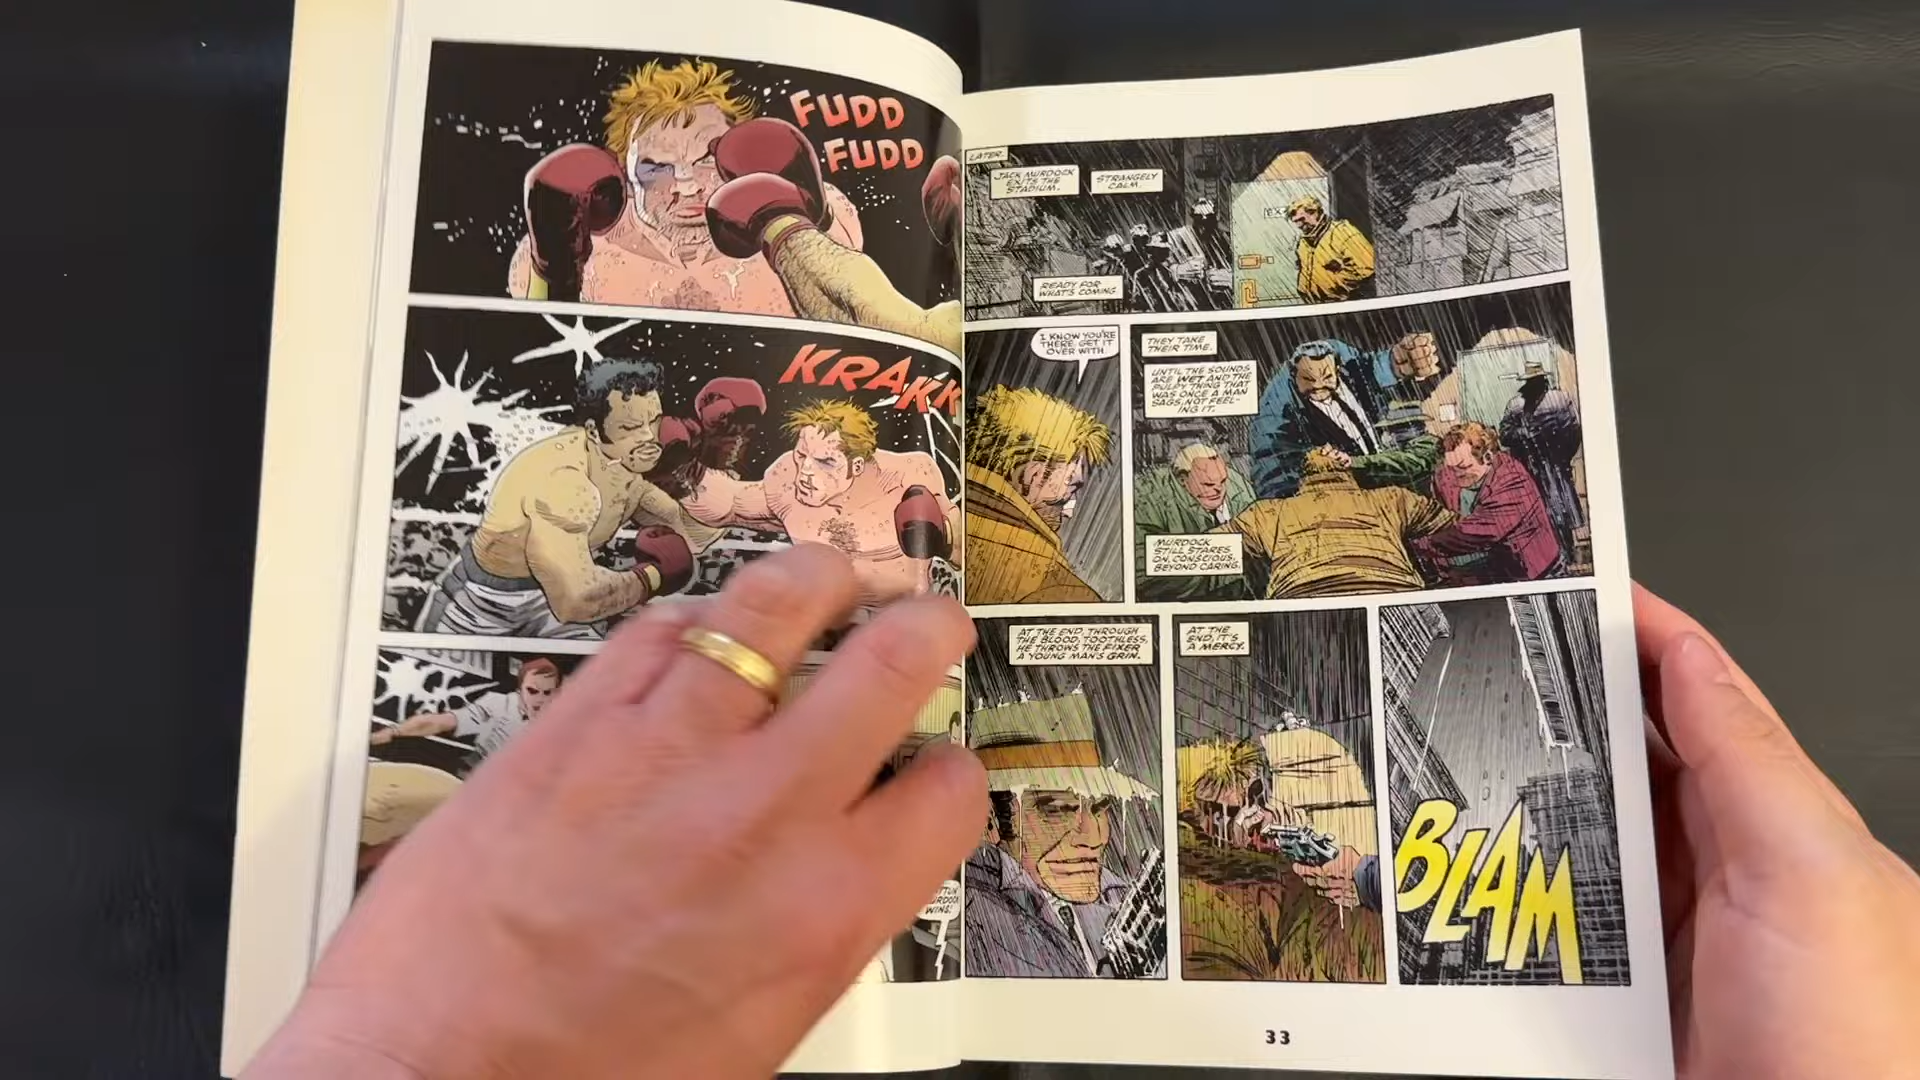 FUDD
FUDD
KRAKK
WINS!
LATER.
JACK MURDOCK
EXITS THE
STADIUM.
STRANGELY
CALM.
READY FOR
WHAT'S COMING
I KNOW YOU'RE
THERE. GET IT
OVER WITH.
THEY TAKE
THEIR TIME.
UNTIL THE SOUNDS
ARE WET AND THE
PULPY THING THAT
WAS ONCE A MAN
SAGS, NOT FEEL-
ING IT.
MURDOCK
STILL STARES
ON, CONSCIOUS,
BEYOND CARING.
AT THE END, THROUGH
THE BLOOD, TOOTHLESS,
HE THROWS THE FIXER
A YOUNG MAN'S GRIN.
AT THE
END, IT'S
A MERCY.
BLAM
33